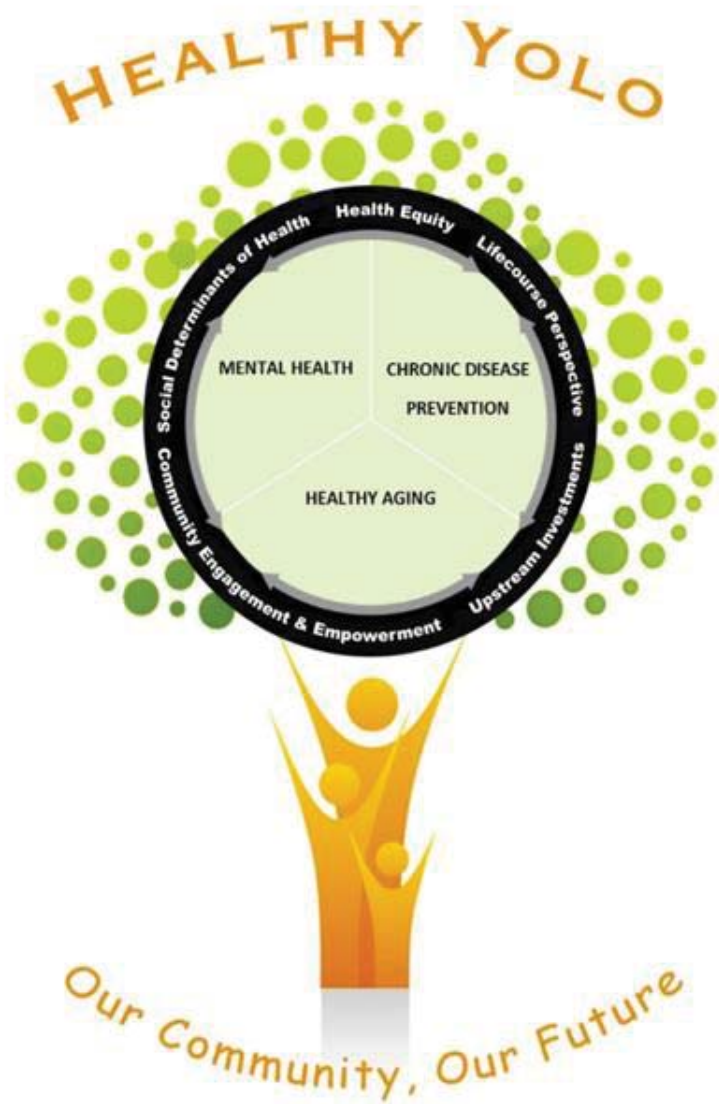 HEALTHY YOLO
Health Equity
Social Determinants of Health
Lifecourse Perspective
MENTAL HEALTH
CHRONIC DISEASE
PREVENTION
HEALTHY AGING
Community Engagement & Empowerment
Upstream Investments
Our Community, Our Future